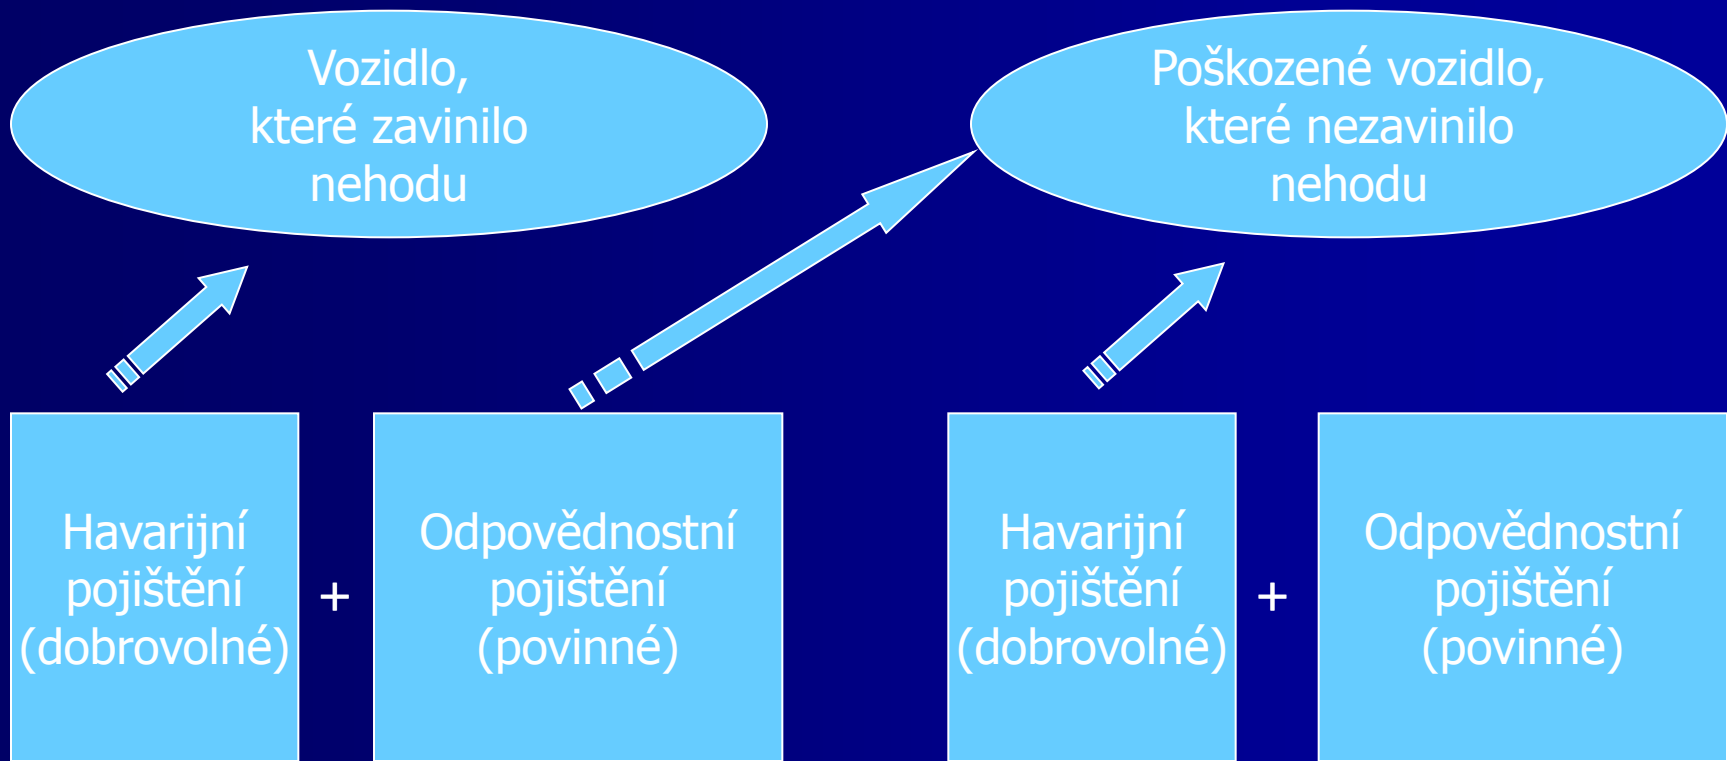 Vozidlo,
které zavinilo
nehodu
Poškozené vozidlo,
které nezavinilo
nehodu
Havarijní
pojištění
(dobrovolné)
+
Odpovědnostní
pojištění
(povinné)
Havarijní
pojištění
(dobrovolné)
+
Odpovědnostní
pojištění
(povinné)